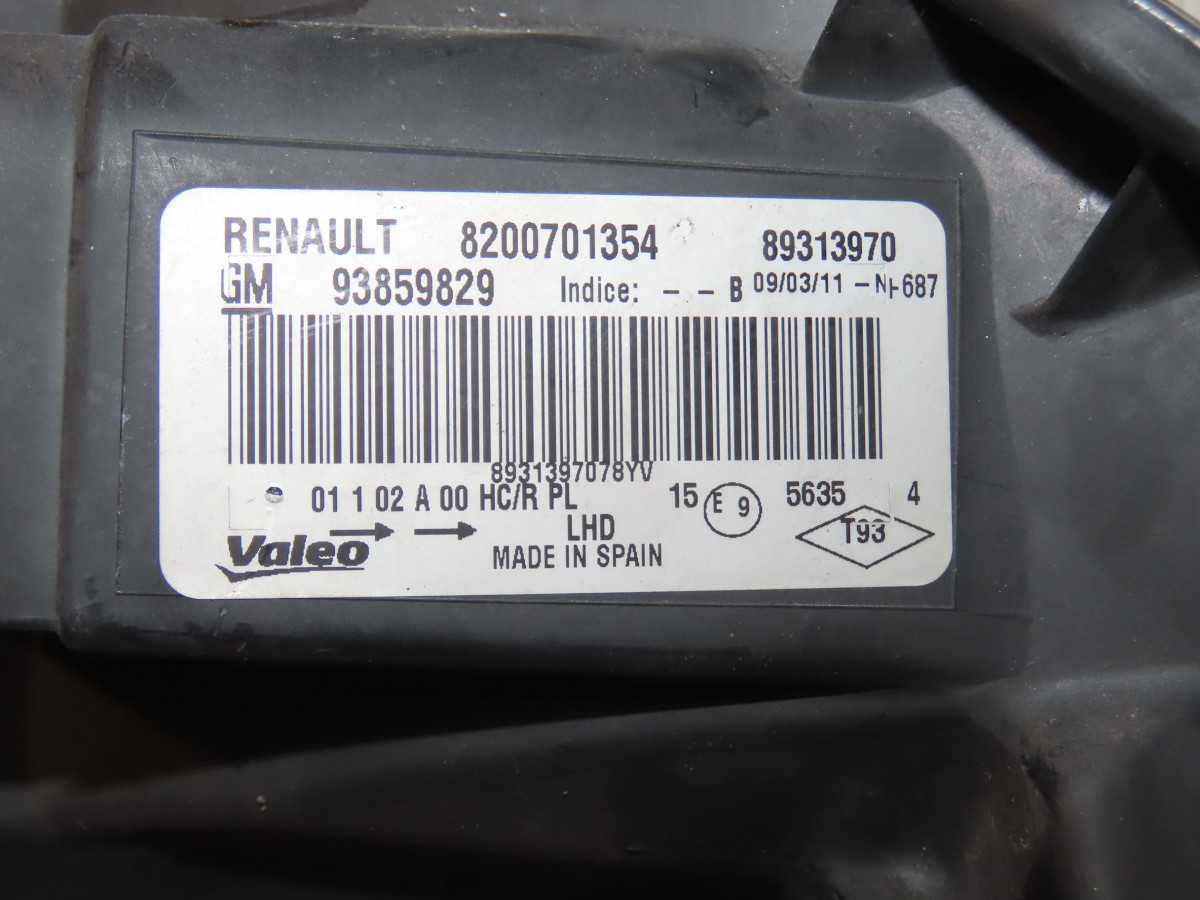 RENAULT 8200701354 89313970
GM 93859829 Indice: - - B 09/03/11 - N-687
8931397078YV
01 1 02 A 00 HC/R PL 15 E 9 5635 4
LHD T93
Valeo MADE IN SPAIN